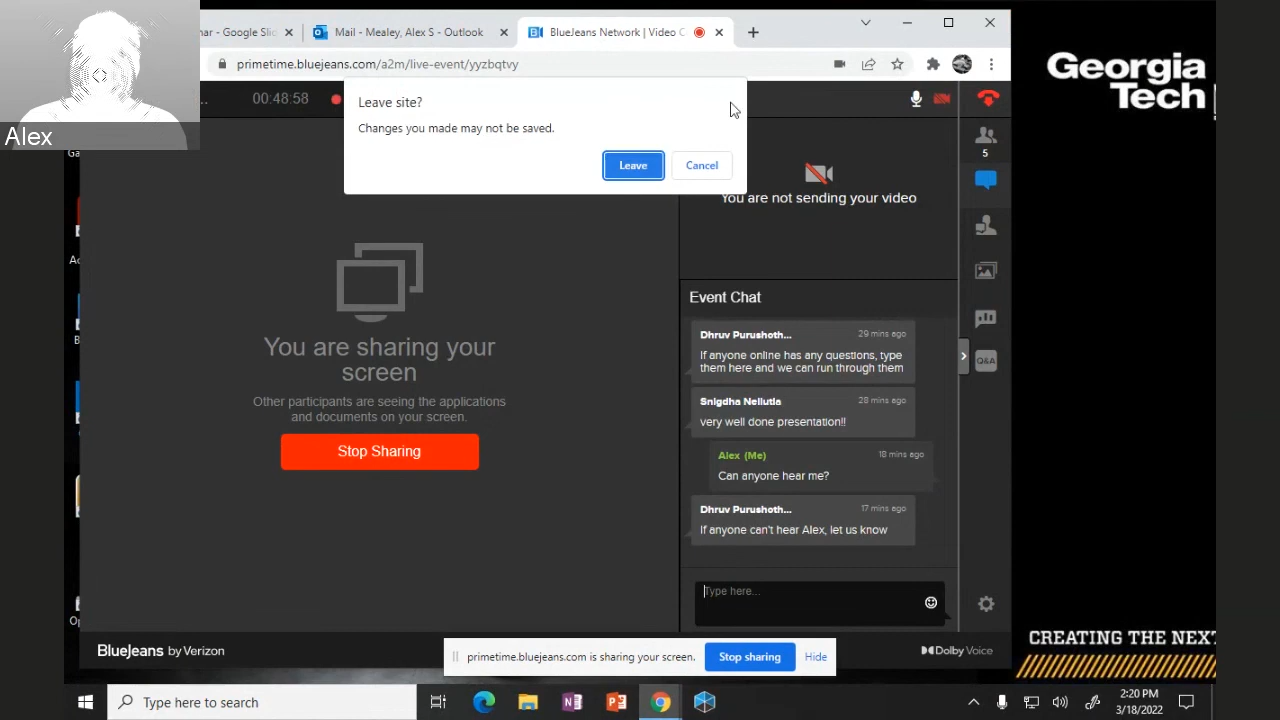 nar - Google Slid
Mail - Mealey, Alex S - Outlook
BlueJeans Network | Video C
primetime.bluejeans.com/a2m/live-event/yyzbqtvy
Georgia
Tech
Alex
00:48:58
Leave site?
Changes you made may not be saved.
Leave
Cancel
5
You are not sending your video
You are sharing your
screen
Other participants are seeing the applications
and documents on your screen.
Stop Sharing
Event Chat
Dhruv Purushoth...
29 mins ago
If anyone online has any questions, type
them here and we can run through them
Snigdha Nellutla
28 mins ago
very well done presentation!!
Alex (Me)
18 mins ago
Can anyone hear me?
Dhruv Purushoth...
17 mins ago
If anyone can't hear Alex, let us know
Q&A
Type here...
BlueJeans by Verizon
primetime.bluejeans.com is sharing your screen.
Stop sharing
Hide
Dolby Voice
CREATING THE NEXT
Type here to search
2:20 PM
3/18/2022